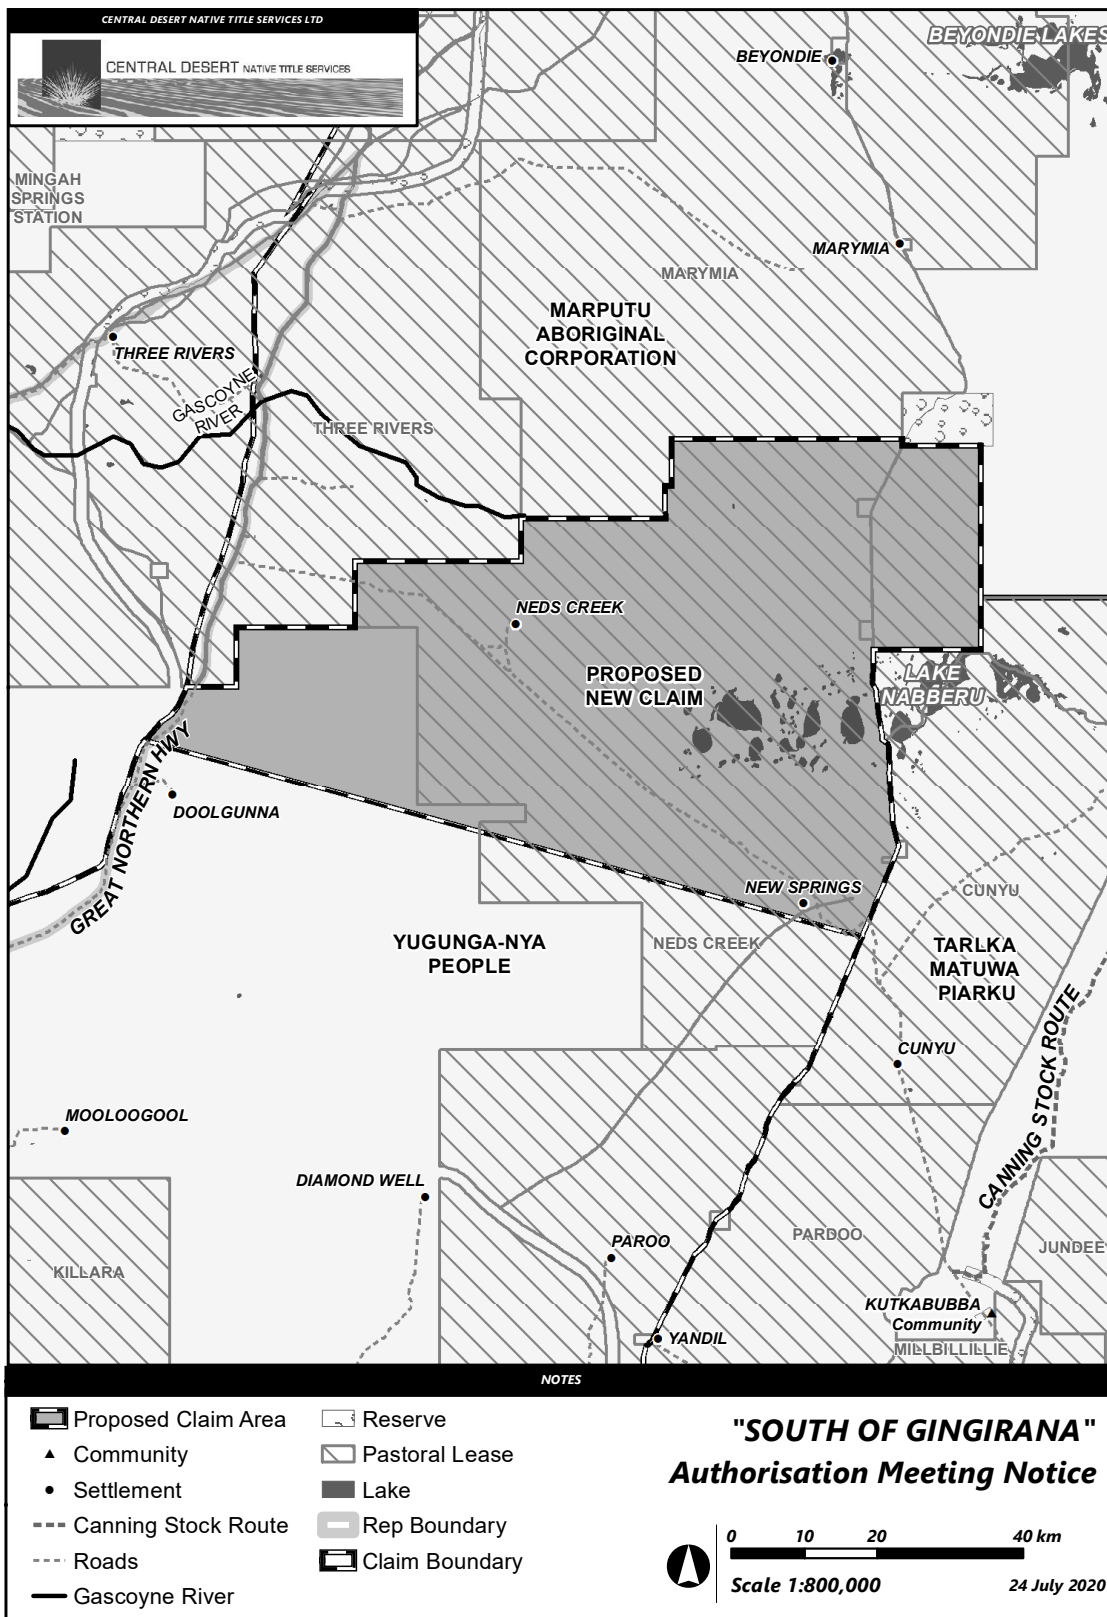 CENTRAL DESERT NATIVE TITLE SERVICES LTD
CENTRAL DESERT NATIVE TITLE SERVICES
BEYONDIE LAKES
BEYONDIE
MINGAH
SPRINGS
STATION
MARYMIA
MARYMIA
MARPUTU
ABORIGINAL
CORPORATION
THREE RIVERS
GASCOYNE
RIVER
THREE RIVERS
NEDS CREEK
PROPOSED
NEW CLAIM
LAKE
NABBERU
GREAT NORTHERN HWY
DOOLGUNNA
NEW SPRINGS
CUNYU
YUGUNGA-NYA
PEOPLE
NEDS CREEK
TARLKA
MATUWA
PIARKU
CANNING STOCK ROUTE
CUNYU
MOOLOOGOOL
DIAMOND WELL
PAROO
PARDOO
JUNDEE
KILLARA
KUTKABUBBA
Community
YANDIL
MILLBILLILLIE
NOTES
Proposed Claim Area
Community
Settlement
Canning Stock Route
Roads
Gascoyne River
Reserve
Pastoral Lease
Lake
Rep Boundary
Claim Boundary
"SOUTH OF GINGIRANA"
Authorisation Meeting Notice
0 10 20 40 km
Scale 1:800,000
24 July 2020